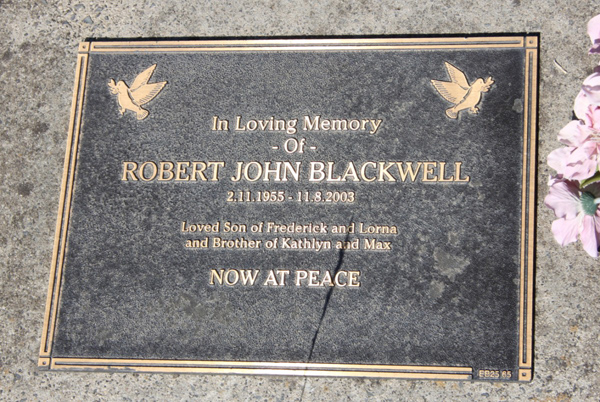 In Loving Memory
- Of -
ROBERT JOHN BLACKWELL
2.11.1955 - 11.8.2003
Loved Son of Frederick and Lorna
and Brother of Kathlyn and Max
NOW AT PEACE